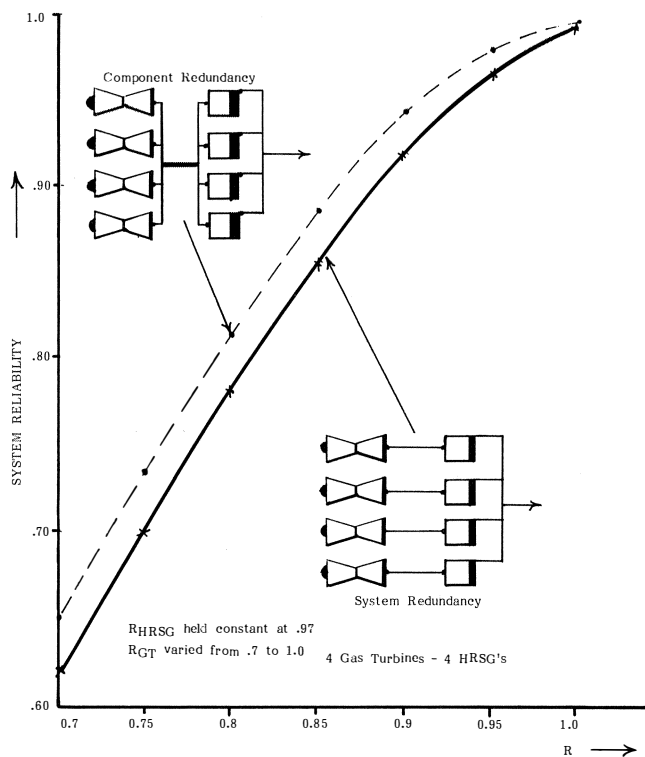 1.0
Component Redundancy
.90
SYSTEM RELIABILITY
.80
.70
System Redundancy
RHRSG held constant at .97
RGT varied from .7 to 1.0
4 Gas Turbines - 4 HRSG's
.60
0.7 0.75 0.8 0.85 0.9 0.95 1.0
R